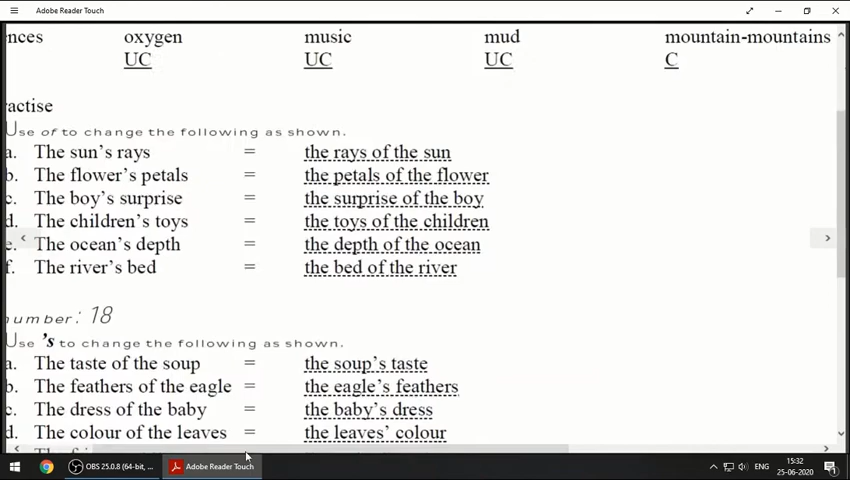 Adobe Reader Touch
ences oxygen music mud mountain-mountains
UC UC UC C
ractise
Use of to change the following as shown.
a. The sun's rays = the rays of the sun
b. The flower's petals = the petals of the flower
c. The boy's surprise = the surprise of the boy
d. The children's toys = the toys of the children
e. The ocean's depth = the depth of the ocean
f. The river's bed = the bed of the river
number: 18
Use 's to change the following as shown.
a. The taste of the soup = the soup's taste
b. The feathers of the eagle = the eagle's feathers
c. The dress of the baby = the baby's dress
d. The colour of the leaves = the leaves' colour
OBS 25.0.8 (64-bit, ... Adobe Reader Touch ENG 15:32
25-06-2020